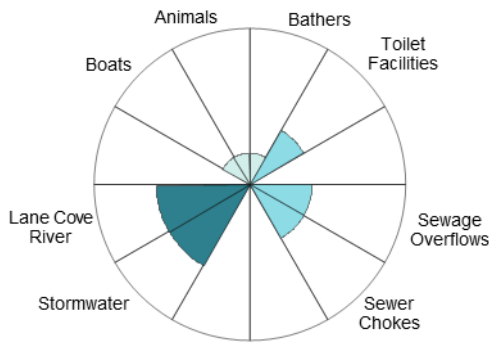 Animals
Bathers
Toilet
Facilities
Boats
Lane Cove
River
Sewage
Overflows
Stormwater
Sewer
Chokes